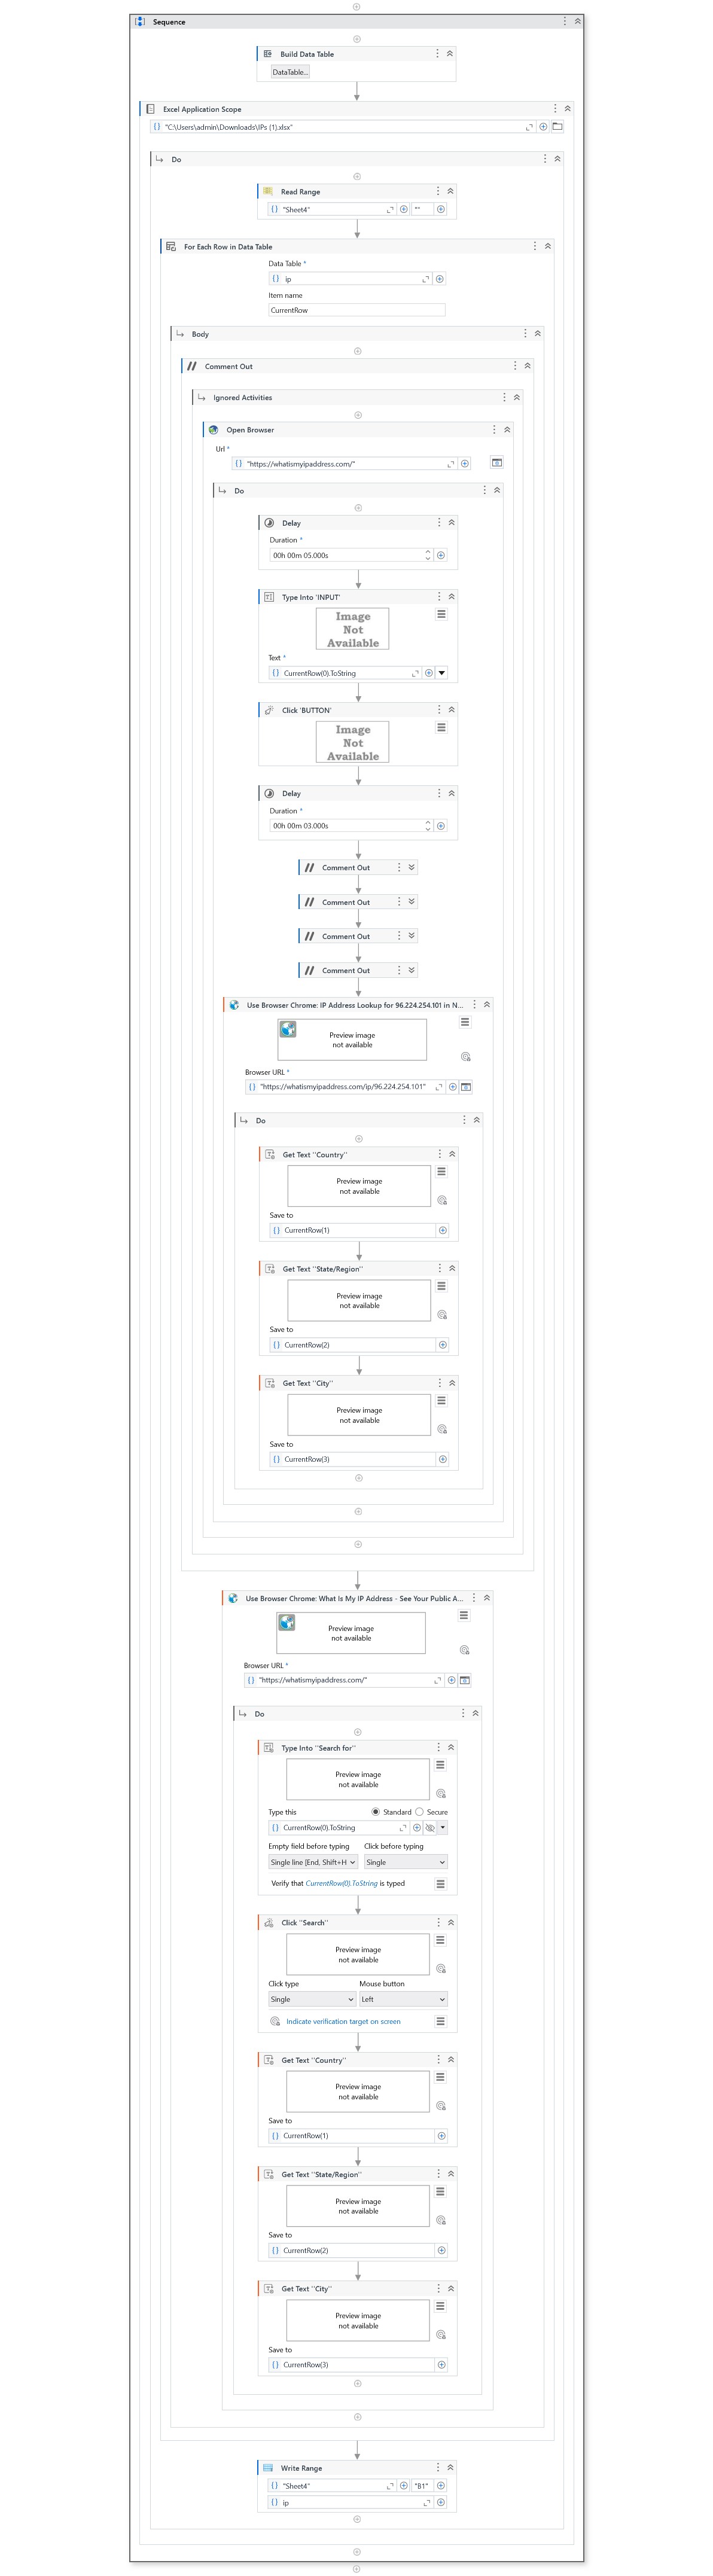 Sequence
Build Data Table
DataTable...
Excel Application Scope
"C:\Users\admin\Downloads\IPs (1).xlsx"
Do
Read Range
"Sheet4" ""
For Each Row in Data Table
Data Table *
ip
Item name
CurrentRow
Body
Comment Out
Ignored Activities
Open Browser
Url *
"https://whatismyipaddress.com/"
Do
Delay
Duration *
00h 00m 05.000s
Type Into 'INPUT'
Image
Not
Available
Text *
CurrentRow(0).ToString
Click 'BUTTON'
Image
Not
Available
Delay
Duration *
00h 00m 03.000s
Comment Out
Comment Out
Comment Out
Comment Out
Use Browser Chrome: IP Address Lookup for 96.224.254.101 in N...
Preview image
not available
Browser URL *
"https://whatismyipaddress.com/ip/96.224.254.101"
Do
Get Text ''Country''
Preview image
not available
Save to
CurrentRow(1)
Get Text ''State/Region''
Preview image
not available
Save to
CurrentRow(2)
Get Text ''City''
Preview image
not available
Save to
CurrentRow(3)
Use Browser Chrome: What Is My IP Address - See Your Public A...
Preview image
not available
Browser URL *
"https://whatismyipaddress.com/"
Do
Type Into ''Search for''
Preview image
not available
Type this Standard Secure
CurrentRow(0).ToString
Empty field before typing Click before typing
Single line [End, Shift+H Single
Verify that CurrentRow(0).ToString is typed
Click ''Search''
Preview image
not available
Click type Mouse button
Single Left
Indicate verification target on screen
Get Text ''Country''
Preview image
not available
Save to
CurrentRow(1)
Get Text ''State/Region''
Preview image
not available
Save to
CurrentRow(2)
Get Text ''City''
Preview image
not available
Save to
CurrentRow(3)
Write Range
"Sheet4" "B1"
ip